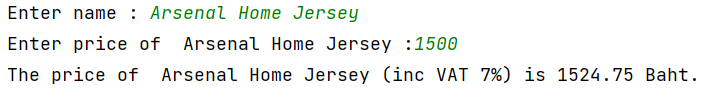 Enter name : Arsenal Home Jersey
Enter price of  Arsenal Home Jersey :1500
The price of  Arsenal Home Jersey (inc VAT 7%) is 1524.75 Baht.